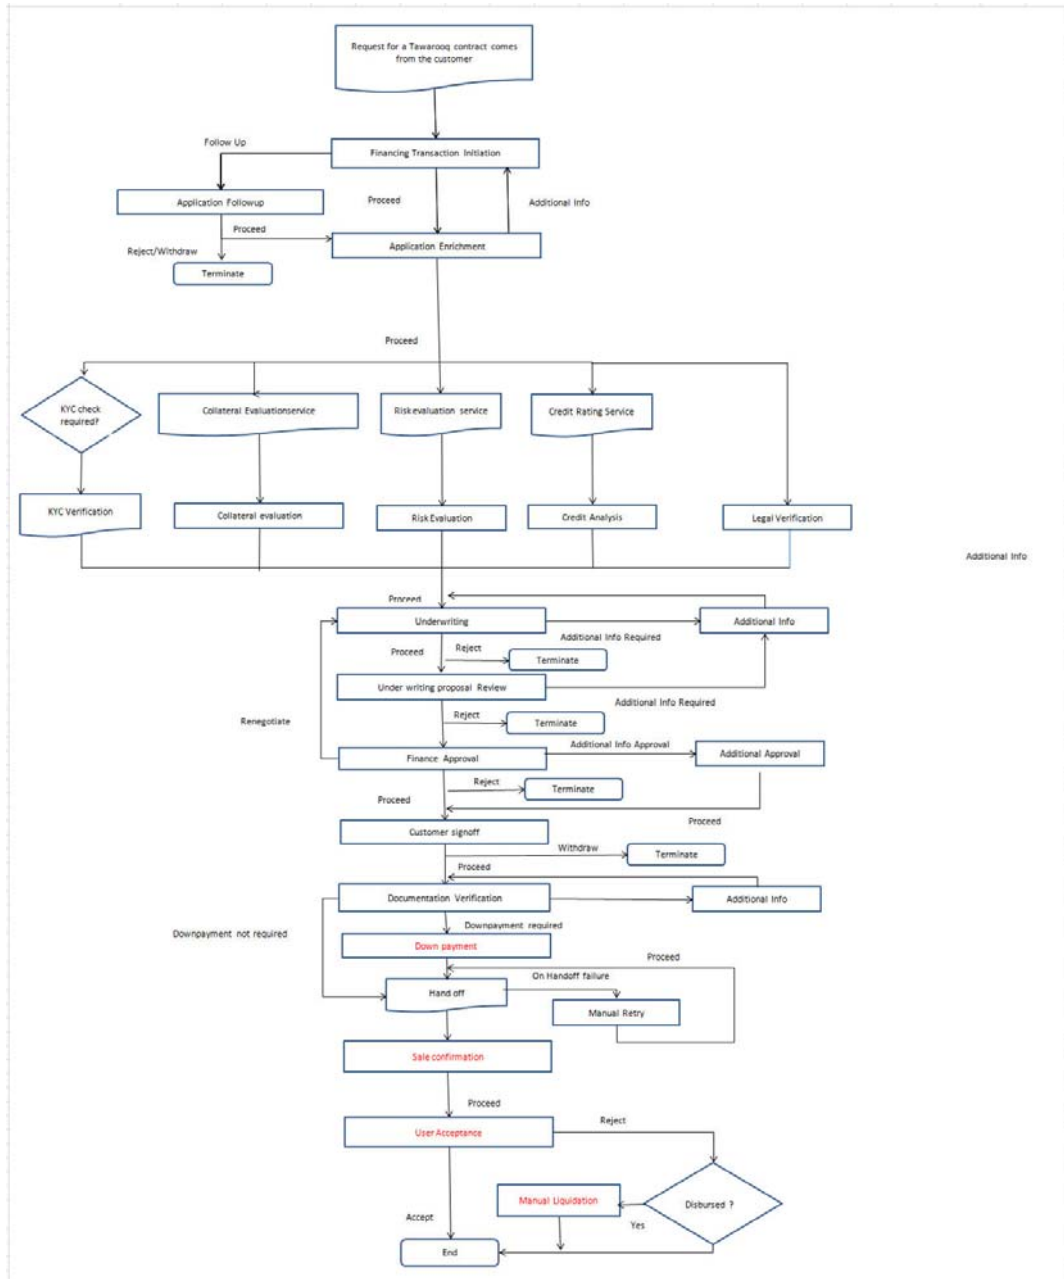 Request for a Tawarooq contract comes
from the customer
Follow Up
Financing Transaction Initiation
Proceed
Additional Info
Application Followup
Proceed
Application Enrichment
Reject/Withdraw
Terminate
Proceed
KYC check
required?
Collateral Evaluationservice
Riskevaluation service
Credit Rating Service
KYC Verification
Collateral evaluation
Risk Evaluation
Credit Analysis
Legal Verification
Additional Info
Proceed
Underwriting
Additional Info
Additional Info Required
Proceed
Reject
Terminate
Under writing proposal Review
Additional Info Required
Renegotiate
Reject
Terminate
Additional Info Approval
Finance Approval
Additional Approval
Reject
Terminate
Proceed
Proceed
Customer signoff
Withdraw
Terminate
Proceed
Documentation Verification
Additional Info
Downpayment required
Downpayment not required
Down payment
Proceed
On Handoff failure
Hand off
Manual Retry
Sale confirmation
Proceed
Reject
User Acceptance
Manual Liquidation
Disbursed ?
Accept
Yes
End